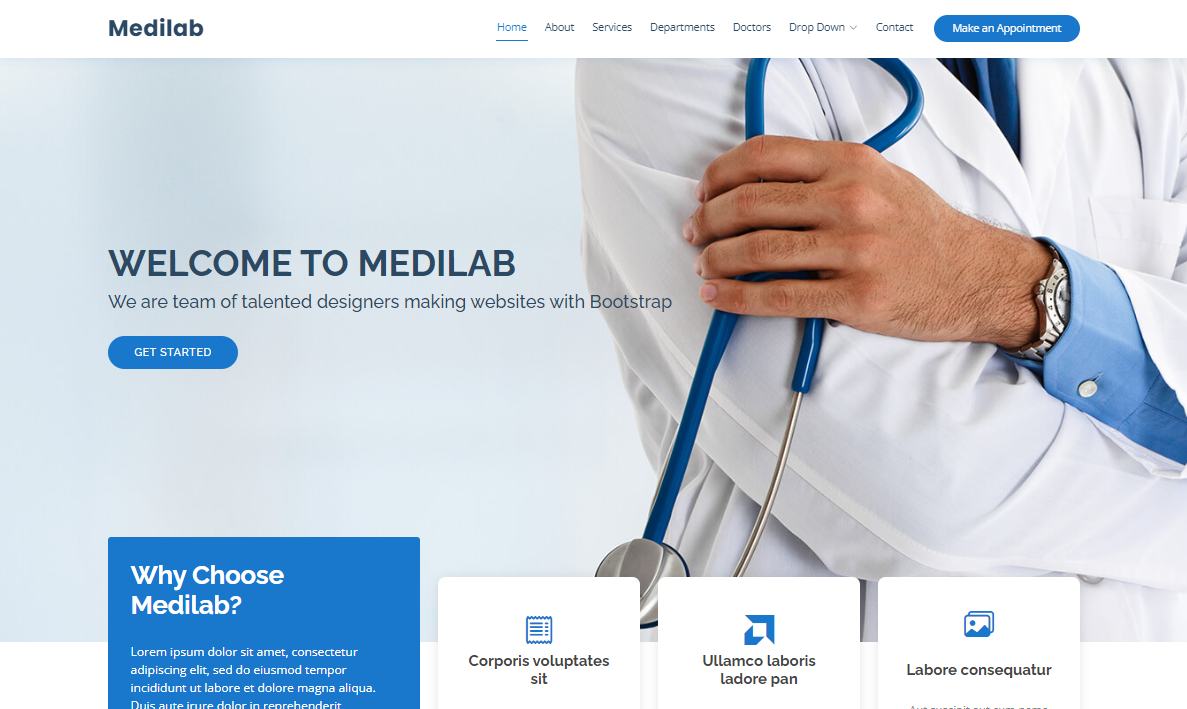 Medilab
Home
About
Services
Departments
Doctors
Drop Down
Contact
Make an Appointment
WELCOME TO MEDILAB
We are team of talented designers making websites with Bootstrap
GET STARTED
Why Choose
Medilab?
Lorem ipsum dolor sit amet, consectetur
adipiscing elit, sed do eiusmod tempor
incididunt ut labore et dolore magna aliqua.
Duis aute irure dolor in reprehenderit
Corporis voluptates
sit
Ullamco laboris
ladore pan
Labore consequatur